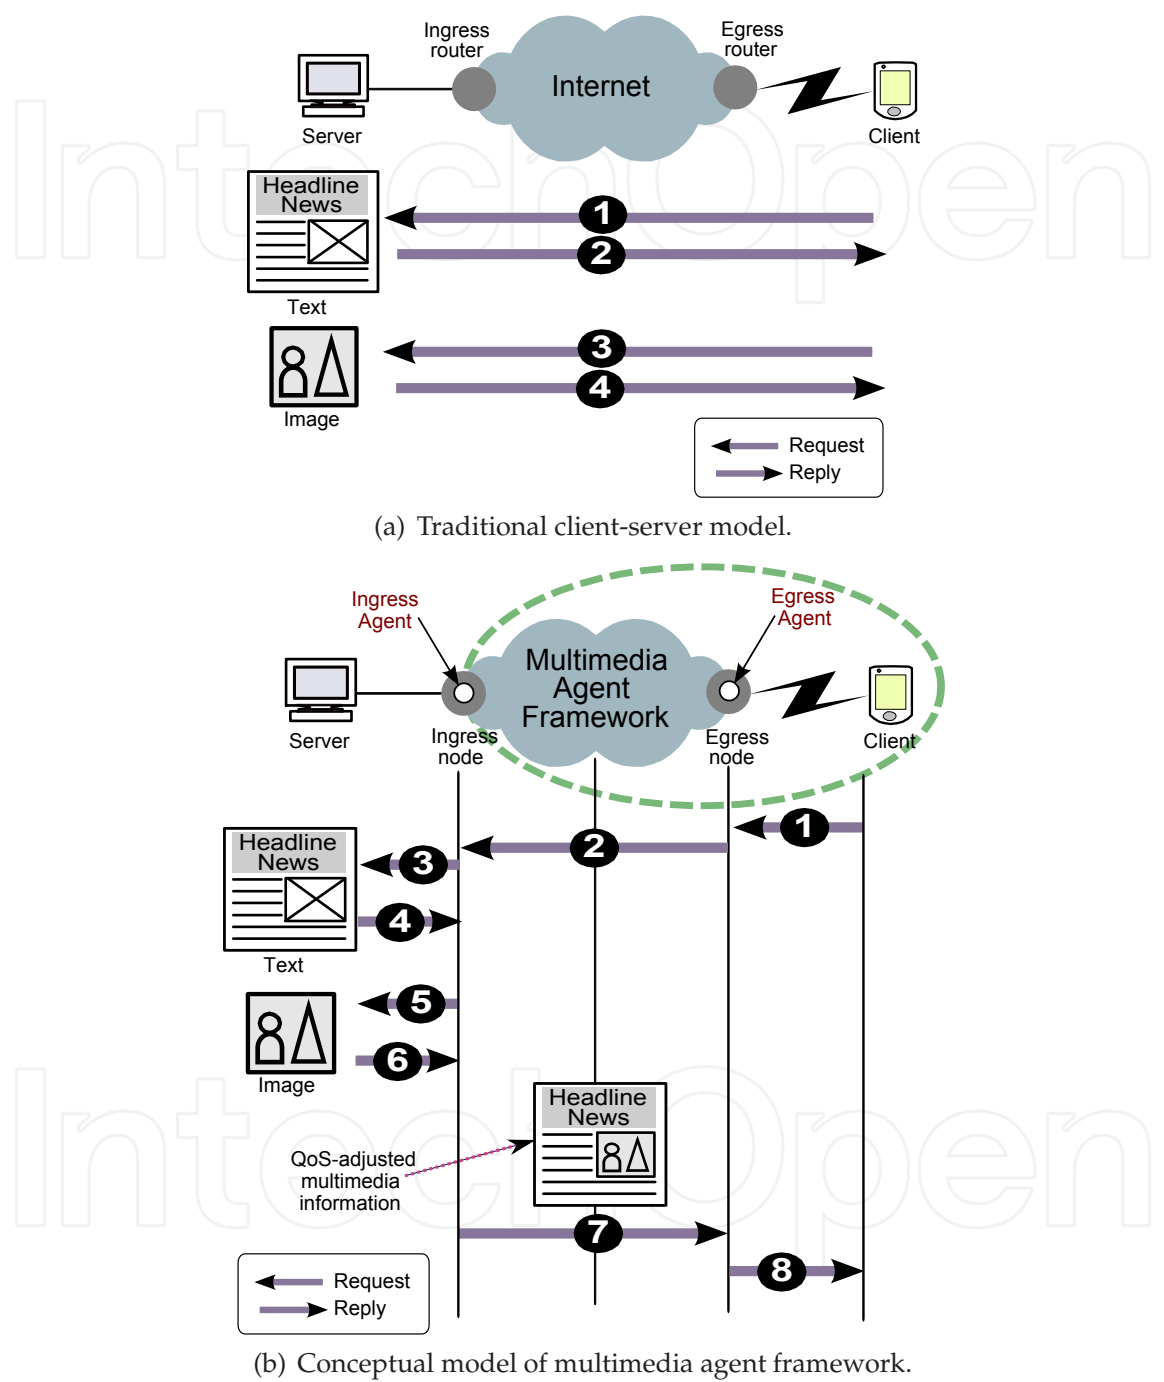 Ingress
router
Egress
router
Internet
Server
Client
Headline
News
1
2
Text
3
4
Image
Request
Reply
(a) Traditional client-server model.
Ingress
Agent
Egress
Agent
Multimedia
Agent
Framework
Server
Ingress
node
Egress
node
Client
1
2
Headline
News
3
4
Text
5
6
Image
Headline
News
QoS-adjusted
multimedia
information
7
8
Request
Reply
(b) Conceptual model of multimedia agent framework.
IntechOpen
IntechOpen